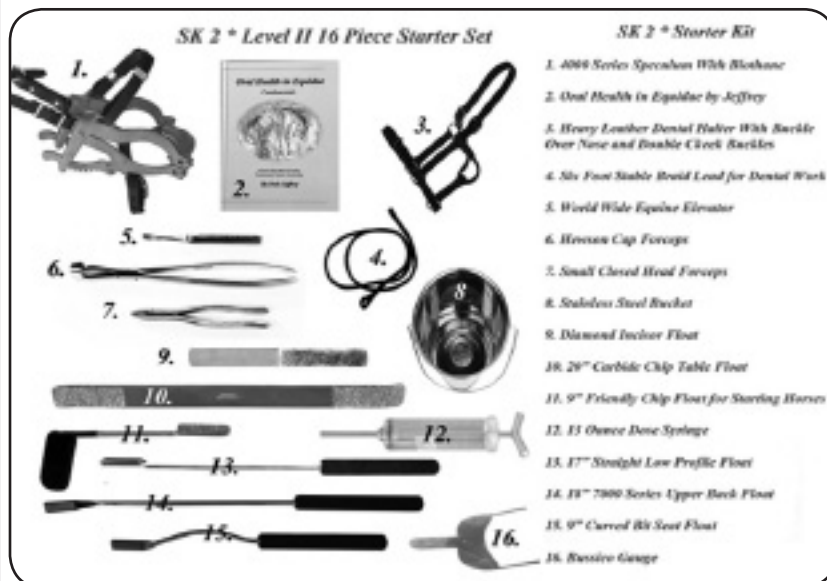 SK 2 * Level II 16 Piece Starter Set
SK 2 * Starter Kit
1. 4000 Series Speculum With Biothane
2. Oral Health in Equidae by Jeffrey
3. Heavy Leather Dental Halter With Buckle
Over Nose and Double Cheek Buckles
4. Six Foot Stable Braid Lead for Dental Work
5. World Wide Equine Elevator
6. Hewson Cap Forceps
7. Small Closed Head Forceps
8. Stainless Steel Bucket
9. Diamond Incisor Float
10. 20" Carbide Chip Table Float
11. 9" Friendly Chip Float for Starting Horses
12. 15 Ounce Dose Syringe
13. 17" Straight Low Profile Float
14. 18" 7000 Series Upper Back Float
15. 9" Curved Bit Seat Float
16. Bussive Gauge
1.
Oral Health in Equidae
Fundamentals
2.
3.
4.
5.
6.
7.
8
9.
10.
11.
12.
13.
14.
15.
16.